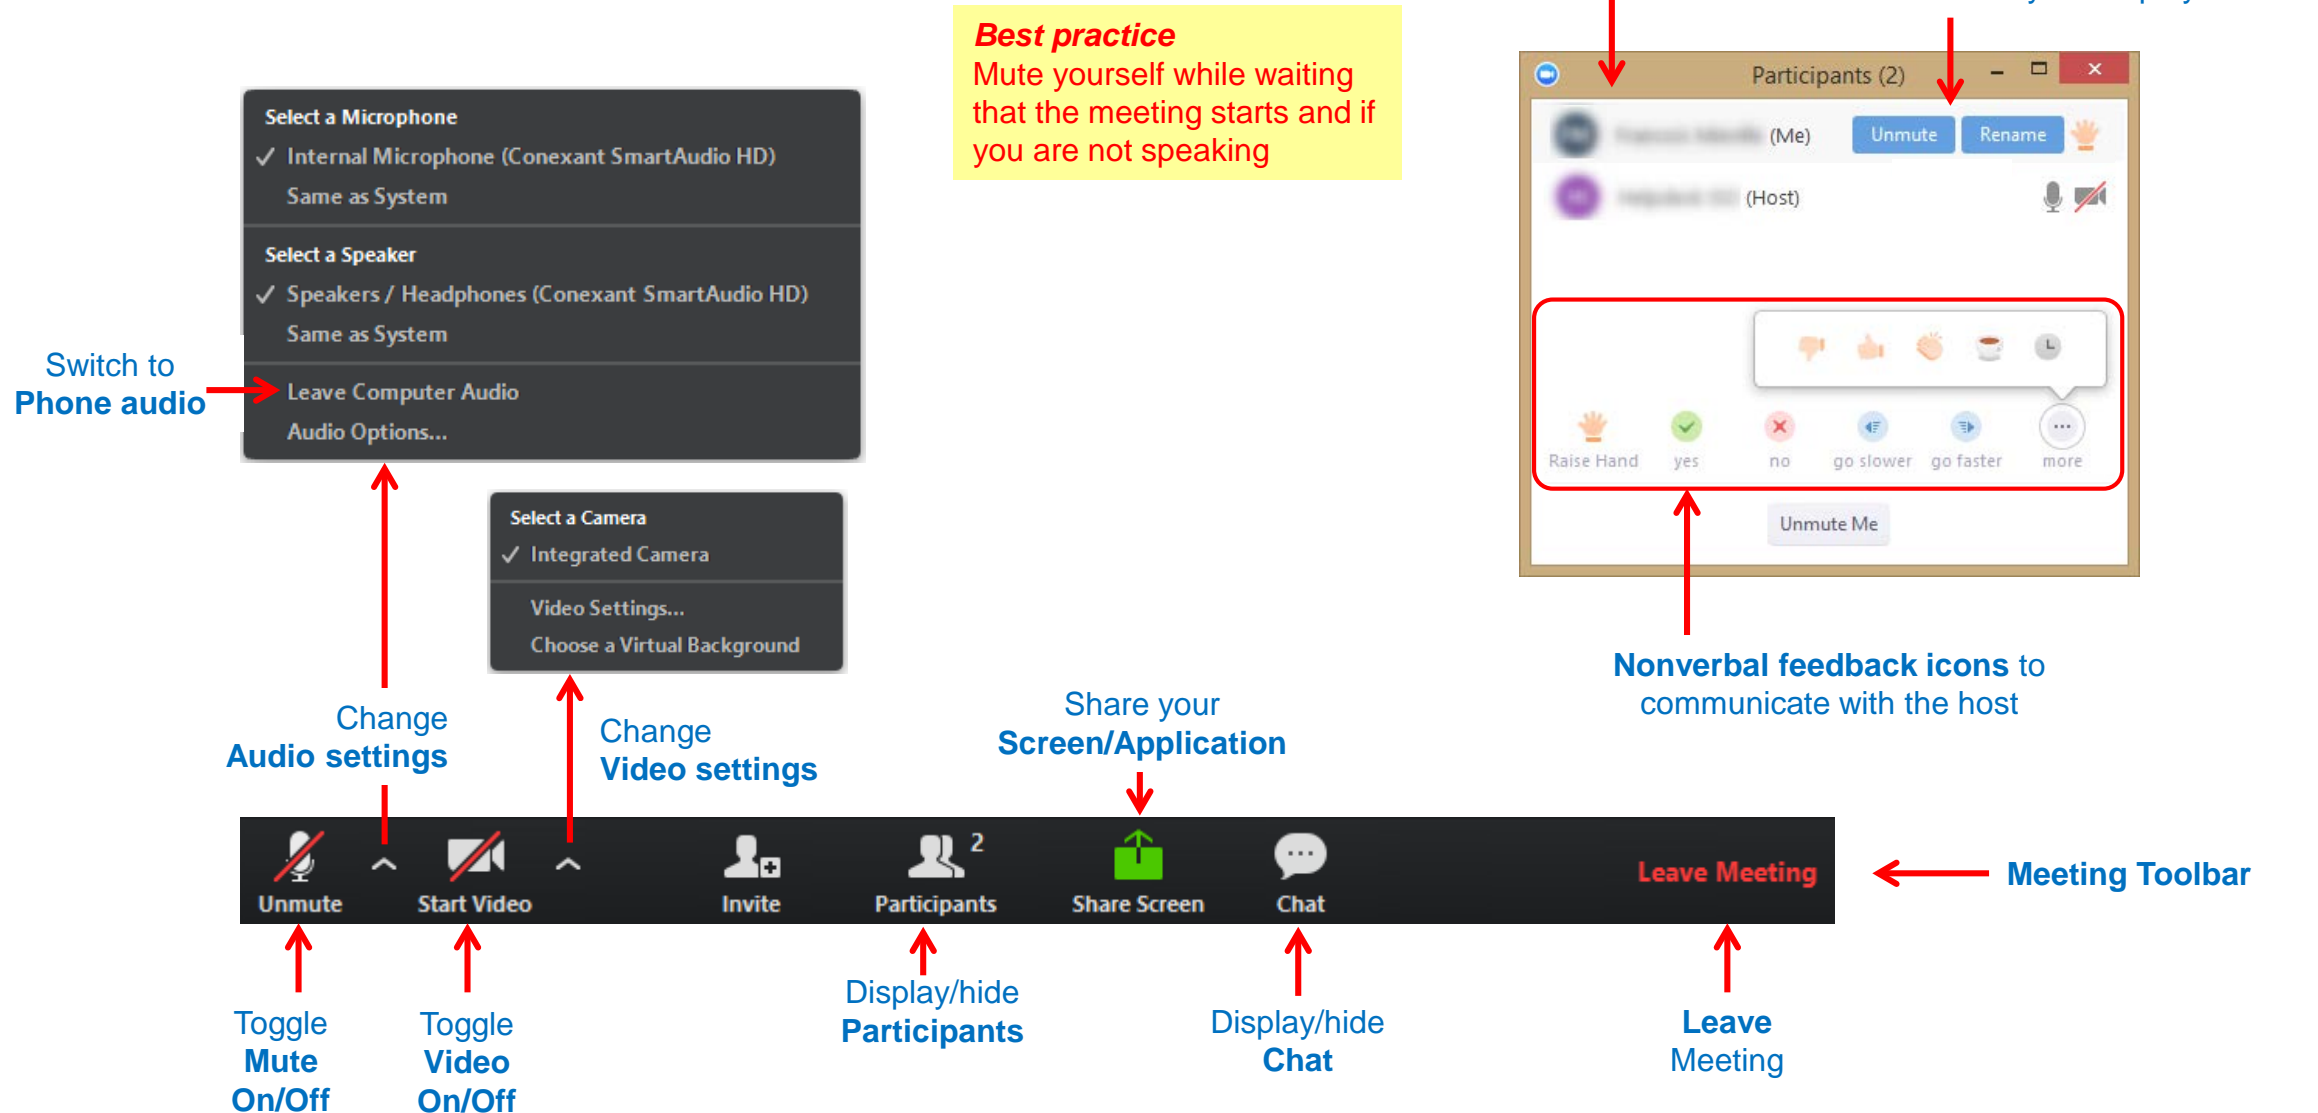 Best practice
Mute yourself while waiting
that the meeting starts and if
you are not speaking
Select a Microphone
Internal Microphone (Conexant SmartAudio HD)
Same as System
Select a Speaker
Speakers / Headphones (Conexant SmartAudio HD)
Same as System
Leave Computer Audio
Audio Options...
Switch to
Phone audio
Select a Camera
Integrated Camera
Video Settings...
Choose a Virtual Background
Participants (2)
(Me)
Unmute
Rename
(Host)
Raise Hand
yes
no
go slower
go faster
more
Unmute Me
Nonverbal feedback icons to
communicate with the host
Change
Audio settings
Change
Video settings
Share your
Screen/Application
Unmute
Start Video
Invite
2
Participants
Share Screen
Chat
Leave Meeting
Meeting Toolbar
Toggle
Mute
On/Off
Toggle
Video
On/Off
Display/hide
Participants
Display/hide
Chat
Leave
Meeting